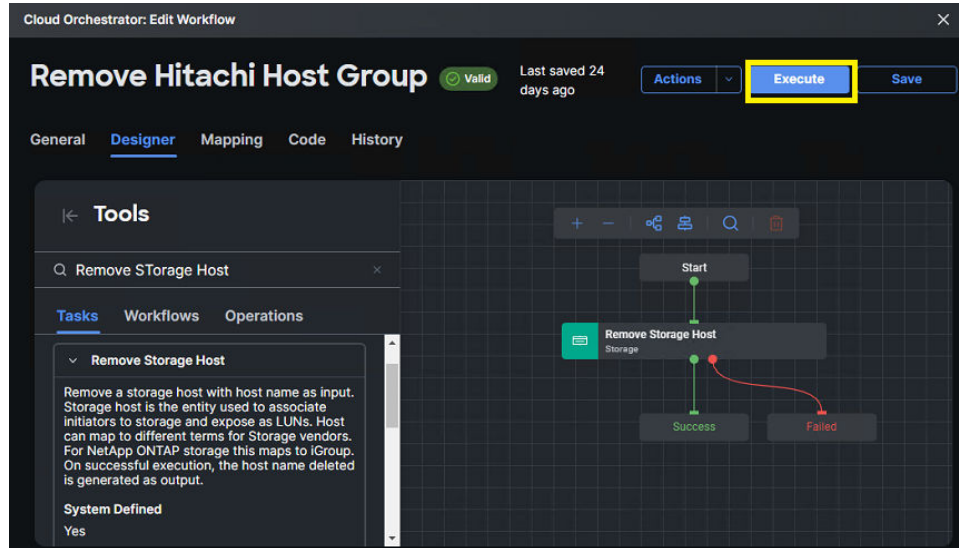 Cloud Orchestrator: Edit Workflow
Remove Hitachi Host Group
Valid
Last saved 24
days ago
Actions
Execute
Save
General Designer Mapping Code History
Tools
Remove STorage Host
Tasks Workflows Operations
Remove Storage Host
Remove a storage host with host name as input.
Storage host is the entity used to associate
initiators to storage and expose as LUNs. Host
can map to different terms for Storage vendors.
For NetApp ONTAP storage this maps to iGroup.
On successful execution, the host name deleted
is generated as output.
System Defined
Yes
Start
Remove Storage Host
Storage
Success
Failed